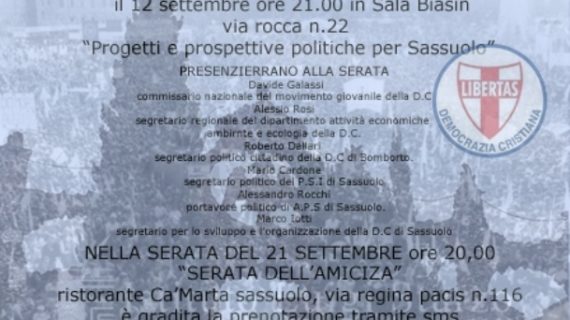 il 12 settembre ore 21.00 in Sala Biasin
via rocca n.22
“Progetti e prospettive politiche per Sassuolo”
PRESENZIERRANO ALLA SERATA
Davide Galassi
commissario nazionale del movimento giovanile della D.C
Alessio Rosi
segretario regionale del dipartimento attività economiche,
ambirnte e ecologia della D.C.
Roberto Dallari
segretario politico cittadino della D.C di Bomborto.
Mario Cardone
segretario politico del P.S.I di Sassuolo
Alessandro Rocchi
portavoce politico di A.P.S di Sassuolo.
Marco Iotti
segretario per lo sviluppo e l'organizzazione della D.C di Sassuolo
LIBERTAS
DEMOCRAZIA CRISTIANA
NELLA SERATA DEL 21 SETTEMBRE ore 20,00
“SERATA DELL’AMICIZA”
ristorante Ca’Marta sassuolo, via regina pacis n.116
è gradita la prenotazione tramite sms